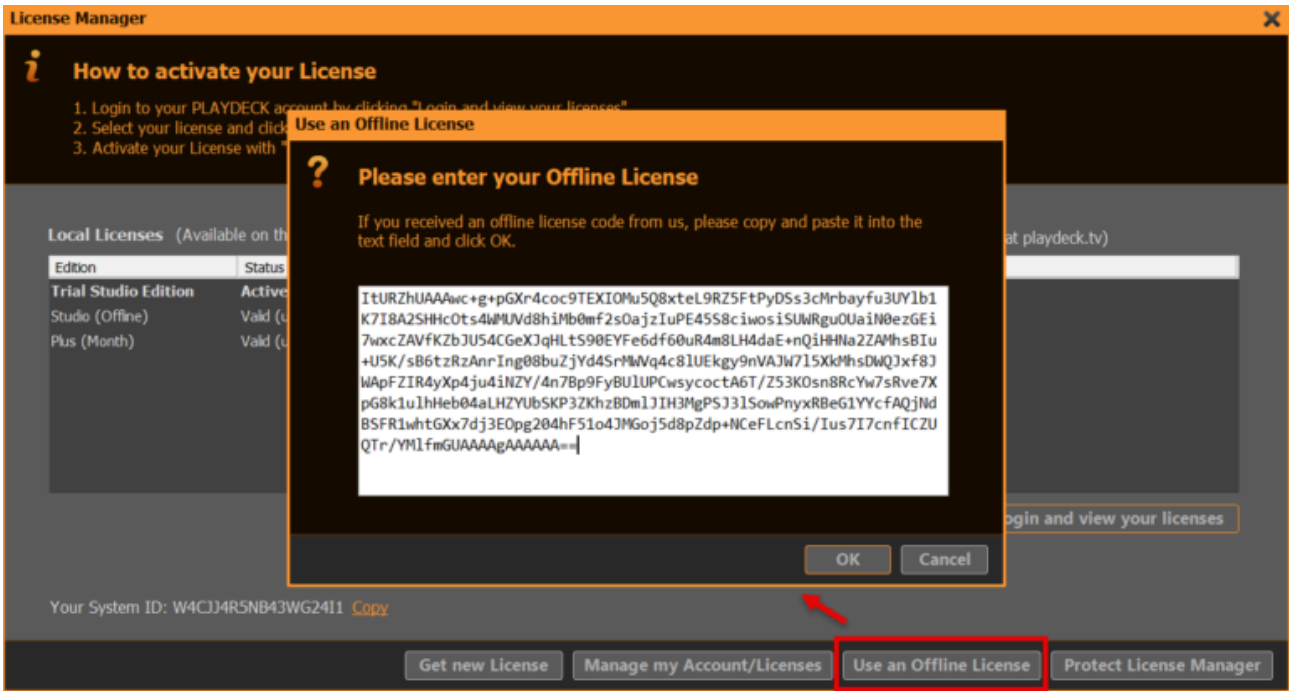 License Manager
How to activate your License
1. Login to your PLAYDECK account by clicking "Login and view your licenses"
2. Select your license and click
3. Activate your License with "
Use an Offline License
Please enter your Offline License
If you received an offline license code from us, please copy and paste it into the
text field and click OK.
Local Licenses (Available on th
at playdeck.tv)
Edition Status
Trial Studio Edition Active
Studio (Offline) Valid (u
Plus (Month) Valid (u
ItURZhUAAAwc+g+pGXr4coc9TEXIOMu5Q8xteL9RZ5FtPyDSs3cMrbayfu3UYlb1
K7I8A2SHHcOts4WMUVd8hiMb0mf2sOajzIuPE45S8ciwosiSUWRguOUaiN0ezGEi
7wxcZAVfKZbJU54CGeXJqHLtS90EYFe6df60uR4m8LH4daE+nQiHHNa2ZAMhsBIu
+U5K/sB6tzRzAnrIng08buZjYd4SrMWVq4c8lUEkgy9nVAJW7l5XkMhsDWQJxf8J
WApFZIR4yXp4ju4iNZY/4n7Bp9FyBUlUPCwsycoctA6T/Z53KOsn8RcYw7sRve7X
pG8k1ulhHeb04aLHZYUbSKP3ZKhzBDmlJIH3MgPSJ3lSowPnyxRBeG1YYcfAQjNd
BSFR1whtGXx7dj3EOpg204hF51o4JMGoj5d8pZdp+NCeFLcnSi/Ius7I7cnfICZU
QTr/YMlfmGUAAAAgAAAAAA==
ogin and view your licenses
OK Cancel
Your System ID: W4CJJ4R5NB43WG24I1 Copy
Get new License Manage my Account/Licenses Use an Offline License Protect License Manager